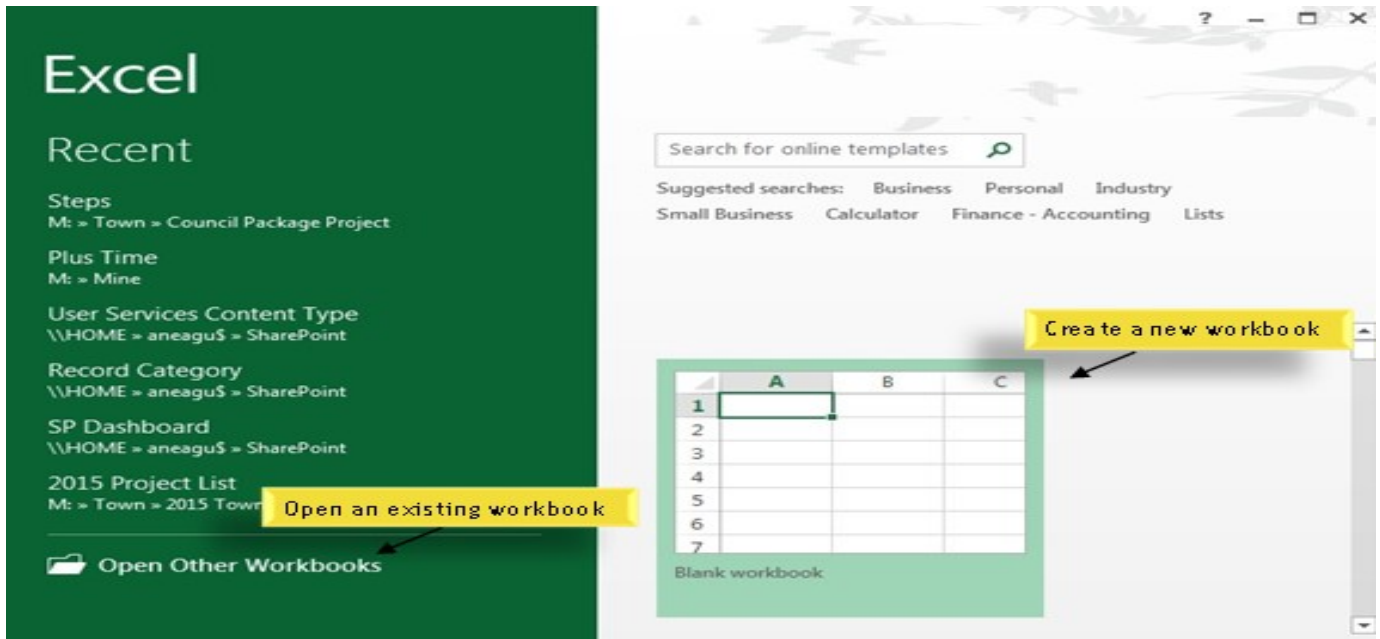 Excel
Recent
Steps
M: » Town » Council Package Project
Plus Time
M: » Mine
User Services Content Type
\\HOME » aneagu$ » SharePoint
Record Category
\\HOME » aneagu$ » SharePoint
SP Dashboard
\\HOME » aneagu$ » SharePoint
2015 Project List
M: » Town » 2015 Town
Open an existing workbook
Open Other Workbooks
?
Search for online templates
Suggested searches: Business Personal Industry
Small Business Calculator Finance - Accounting Lists
Create a new workbook
A B C
1
2
3
4
5
6
7
Blank workbook